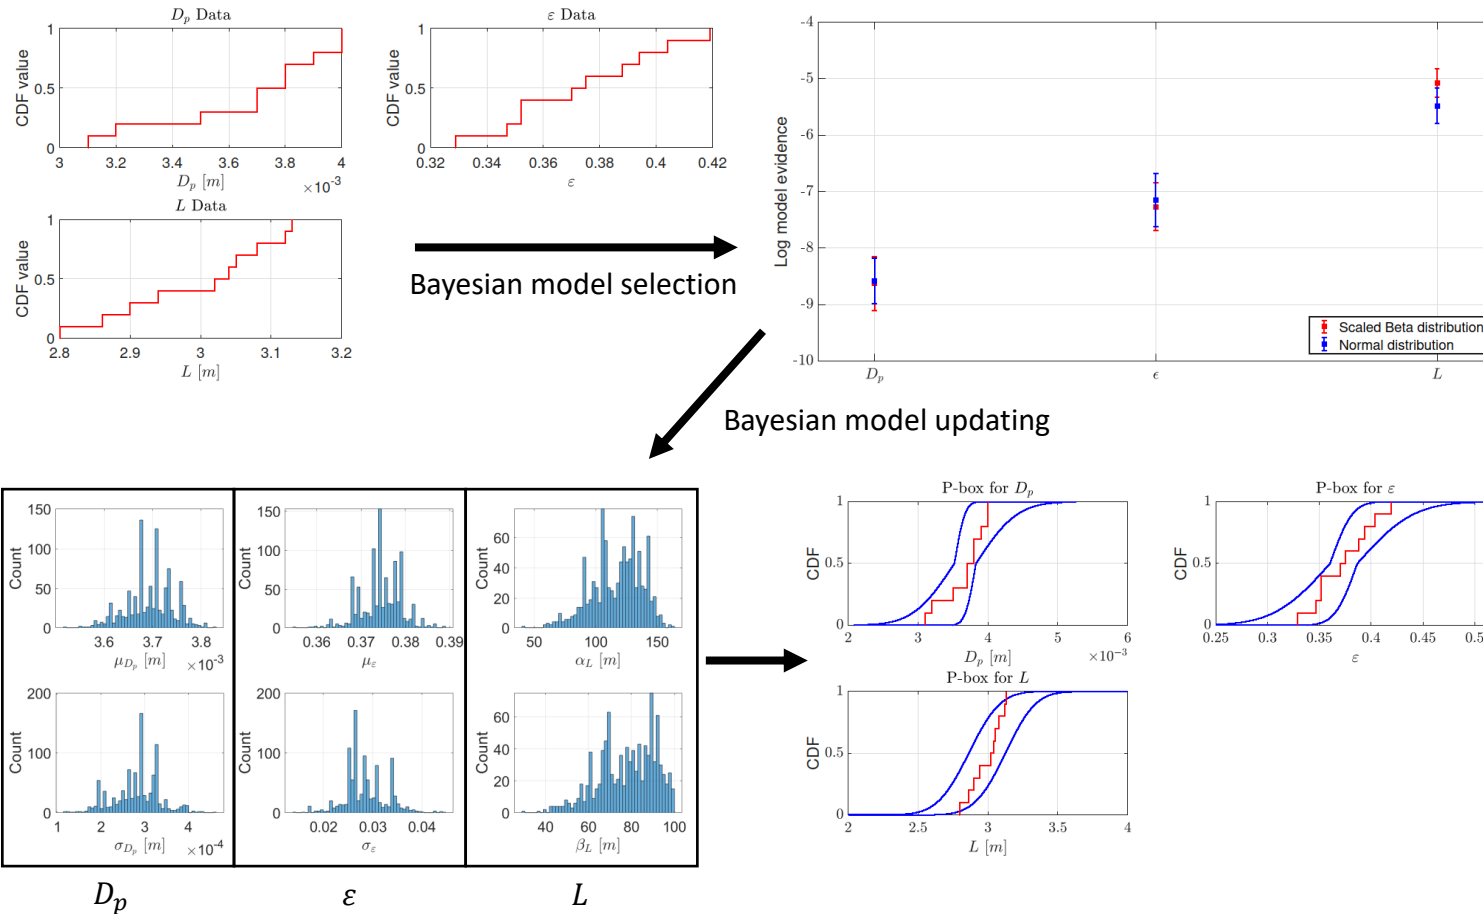 D_p Data
CDF value
1
0.5
0
3
3.2
3.4
3.6
3.8
4
D_p [m]
×10^-3
ε Data
CDF value
1
0.5
0
0.32
0.34
0.36
0.38
0.4
0.42
ε
L Data
CDF value
1
0.5
0
2.8
2.9
3
3.1
3.2
L [m]
Bayesian model selection
Log model evidence
-4
-5
-6
-7
-8
-9
-10
D_p
ϵ
L
Scaled Beta distribution
Normal distribution
Bayesian model updating
Count
150
100
50
0
3.6
3.7
3.8
μ_{D_p} [m]
×10^-3
Count
150
100
50
0
0.36
0.37
0.38
0.39
μ_ε
Count
60
40
20
0
50
100
150
α_L [m]
Count
200
100
0
1
2
3
4
σ_{D_p} [m]
×10^-4
Count
200
100
0
0.02
0.03
0.04
σ_ε
Count
60
40
20
0
40
60
80
100
β_L [m]
D_p
ε
L
P-box for D_p
CDF
1
0.5
0
2
3
4
5
6
D_p [m]
×10^-3
P-box for ε
CDF
1
0.5
0
0.25
0.3
0.35
0.4
0.45
ε
P-box for L
CDF
1
0.5
0
2
2.5
3
3.5
4
L [m]